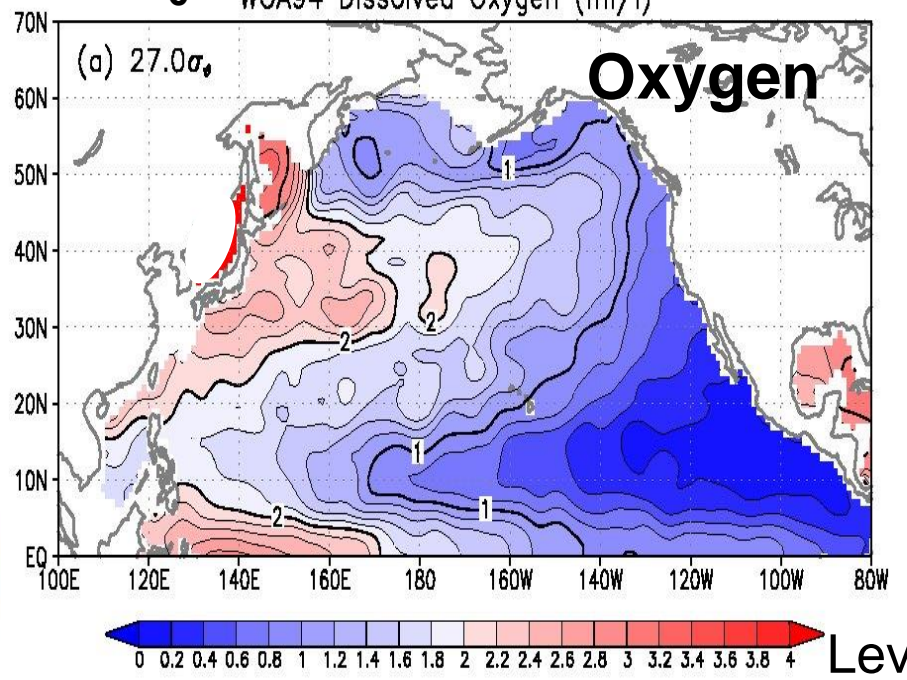 WOA94 Dissolved Oxygen (ml/l)
70N
(a) 27.0σθ
Oxygen
60N
50N
1
40N
30N
2
2
20N
1
10N
2
1
EQ
100E 120E 140E 160E 180 160W 140W 120W 100W 80W
0 0.2 0.4 0.6 0.8 1 1.2 1.4 1.6 1.8 2 2.2 2.4 2.6 2.8 3 3.2 3.4 3.6 3.8 4
Lev